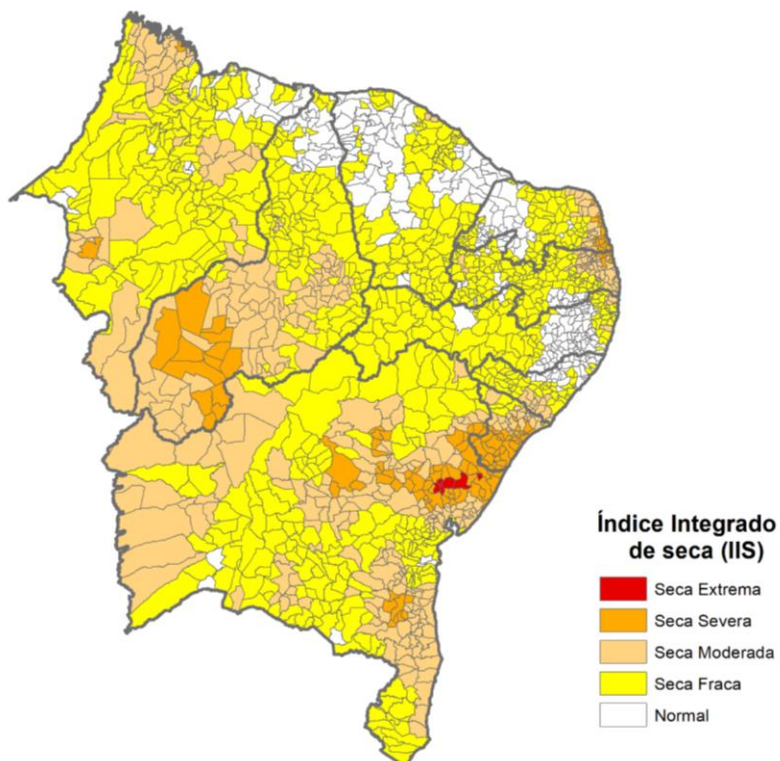 Índice Integrado
de seca (IIS)
Seca Extrema
Seca Severa
Seca Moderada
Seca Fraca
Normal